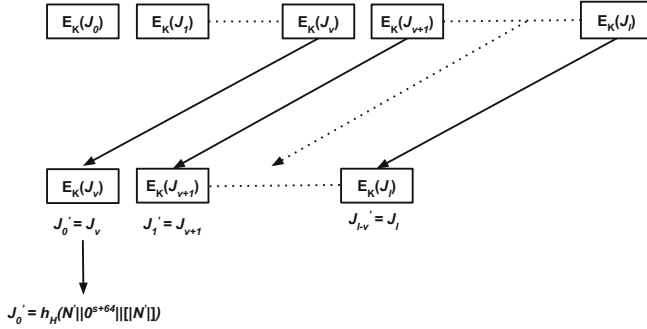 E_K(J_0) E_K(J_1) E_K(J_v) E_K(J_{v+1}) E_K(J_l)
E_K(J_v) E_K(J_{v+1}) E_K(J_l)
J_0' = J_v J_1' = J_{v+1} J_{l-v}' = J_l
J_0' = h_H(N'||0^{s+64}||[|N'|])